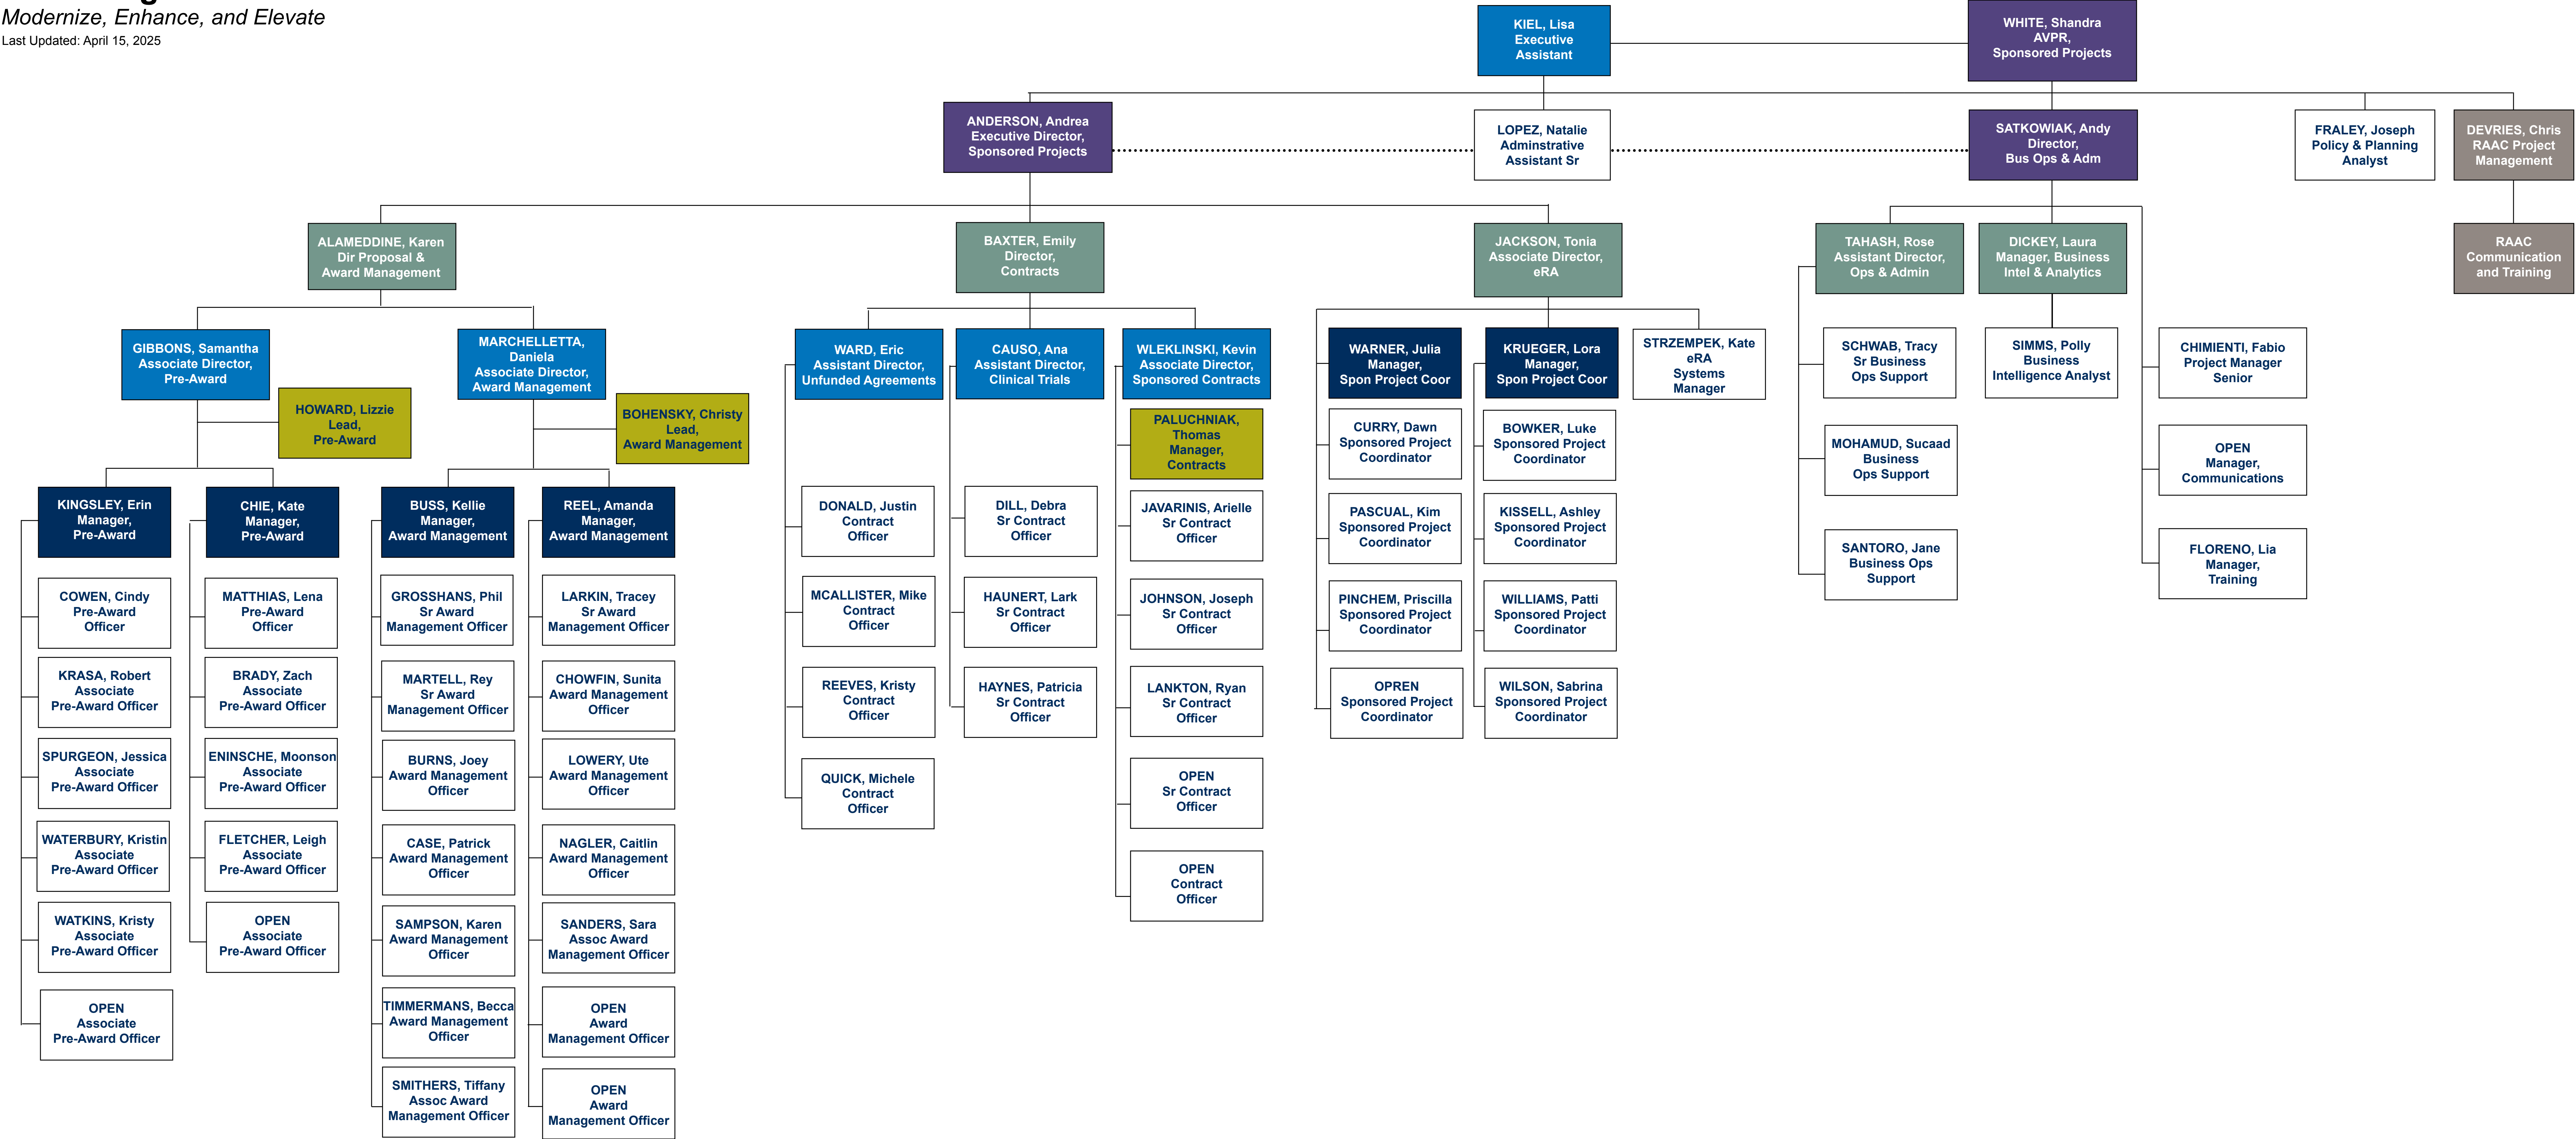 Modernize, Enhance, and Elevate
Last Updated: April 15, 2025
KIEL, Lisa
Executive
Assistant
WHITE, Shandra
AVPR,
Sponsored Projects
ANDERSON, Andrea
Executive Director,
Sponsored Projects
LOPEZ, Natalie
Adminstrative
Assistant Sr
SATKOWIAK, Andy
Director,
Bus Ops & Adm
FRALEY, Joseph
Policy & Planning
Analyst
DEVRIES, Chris
RAAC Project
Management
ALAMEDDINE, Karen
Dir Proposal &
Award Management
BAXTER, Emily
Director,
Contracts
JACKSON, Tonia
Associate Director,
eRA
TAHASH, Rose
Assistant Director,
Ops & Admin
DICKEY, Laura
Manager, Business
Intel & Analytics
RAAC
Communication
and Training
GIBBONS, Samantha
Associate Director,
Pre-Award
MARCHELLETTA,
Daniela
Associate Director,
Award Management
WARD, Eric
Assistant Director,
Unfunded Agreements
CAUSO, Ana
Assistant Director,
Clinical Trials
WLEKLINSKI, Kevin
Associate Director,
Sponsored Contracts
WARNER, Julia
Manager,
Spon Project Coor
KRUEGER, Lora
Manager,
Spon Project Coor
STRZEMPEK, Kate
eRA
Systems
Manager
SCHWAB, Tracy
Sr Business
Ops Support
SIMMS, Polly
Business
Intelligence Analyst
CHIMIENTI, Fabio
Project Manager
Senior
HOWARD, Lizzie
Lead,
Pre-Award
BOHENSKY, Christy
Lead,
Award Management
PALUCHNIAK,
Thomas
Manager,
Contracts
CURRY, Dawn
Sponsored Project
Coordinator
BOWKER, Luke
Sponsored Project
Coordinator
MOHAMUD, Sucaad
Business
Ops Support
OPEN
Manager,
Communications
KINGSLEY, Erin
Manager,
Pre-Award
CHIE, Kate
Manager,
Pre-Award
BUSS, Kellie
Manager,
Award Management
REEL, Amanda
Manager,
Award Management
DONALD, Justin
Contract
Officer
DILL, Debra
Sr Contract
Officer
JAVARINIS, Arielle
Sr Contract
Officer
PASCUAL, Kim
Sponsored Project
Coordinator
KISSELL, Ashley
Sponsored Project
Coordinator
SANTORO, Jane
Business Ops
Support
FLORENO, Lia
Manager,
Training
COWEN, Cindy
Pre-Award
Officer
MATTHIAS, Lena
Pre-Award
Officer
GROSSHANS, Phil
Sr Award
Management Officer
LARKIN, Tracey
Sr Award
Management Officer
MCALLISTER, Mike
Contract
Officer
HAUNERT, Lark
Sr Contract
Officer
JOHNSON, Joseph
Sr Contract
Officer
PINCHEM, Priscilla
Sponsored Project
Coordinator
WILLIAMS, Patti
Sponsored Project
Coordinator
KRASA, Robert
Associate
Pre-Award Officer
BRADY, Zach
Associate
Pre-Award Officer
MARTELL, Rey
Sr Award
Management Officer
CHOWFIN, Sunita
Award Management
Officer
REEVES, Kristy
Contract
Officer
HAYNES, Patricia
Sr Contract
Officer
LANKTON, Ryan
Sr Contract
Officer
OPREN
Sponsored Project
Coordinator
WILSON, Sabrina
Sponsored Project
Coordinator
SPURGEON, Jessica
Associate
Pre-Award Officer
ENINSCHE, Moonson
Associate
Pre-Award Officer
BURNS, Joey
Award Management
Officer
LOWERY, Ute
Award Management
Officer
QUICK, Michele
Contract
Officer
OPEN
Sr Contract
Officer
WATERBURY, Kristin
Associate
Pre-Award Officer
FLETCHER, Leigh
Associate
Pre-Award Officer
CASE, Patrick
Award Management
Officer
NAGLER, Caitlin
Award Management
Officer
OPEN
Contract
Officer
WATKINS, Kristy
Associate
Pre-Award Officer
OPEN
Associate
Pre-Award Officer
SAMPSON, Karen
Award Management
Officer
SANDERS, Sara
Assoc Award
Management Officer
OPEN
Associate
Pre-Award Officer
TIMMERMANS, Becca
Award Management
Officer
OPEN
Award
Management Officer
SMITHERS, Tiffany
Assoc Award
Management Officer
OPEN
Award
Management Officer